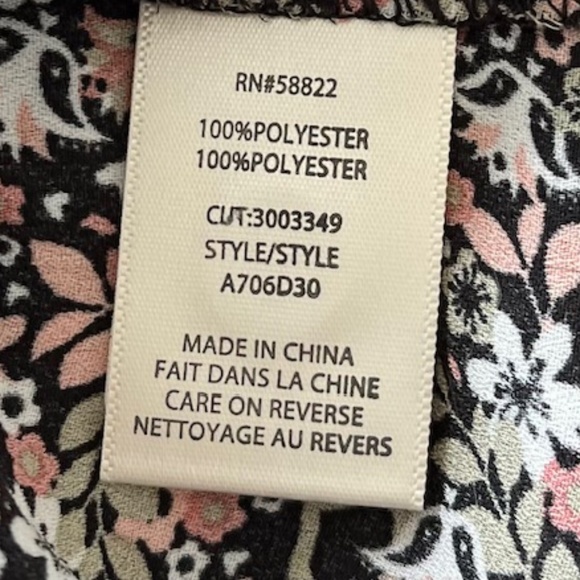 RN#58822
100%POLYESTER
100%POLYESTER
CUT:3003349
STYLE/STYLE
A706D30
MADE IN CHINA
FAIT DANS LA CHINE
CARE ON REVERSE
NETTOYAGE AU REVERS